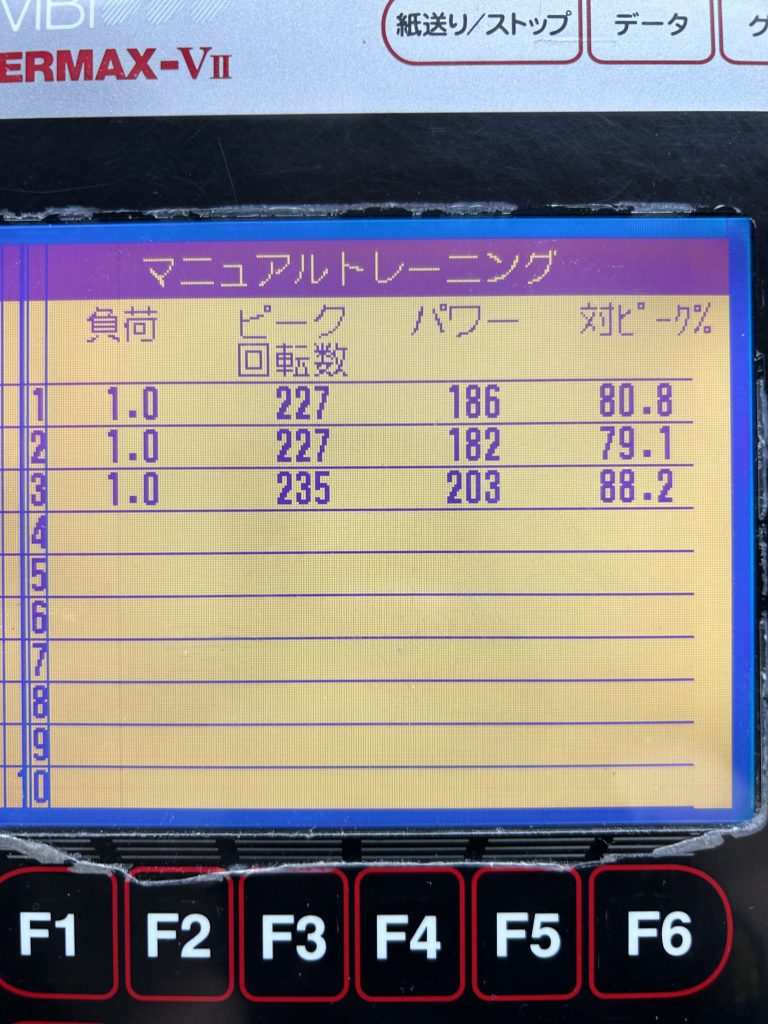 紙送り/ストップ データ
ERMAX-VII
マニュアルトレーニング
負荷 ピーク パワー 対ピーク%
回転数
1 1.0 227 186 80.8
2 1.0 227 182 79.1
3 1.0 235 203 88.2
4
5
6
7
8
9
10
F1 F2 F3 F4 F5 F6